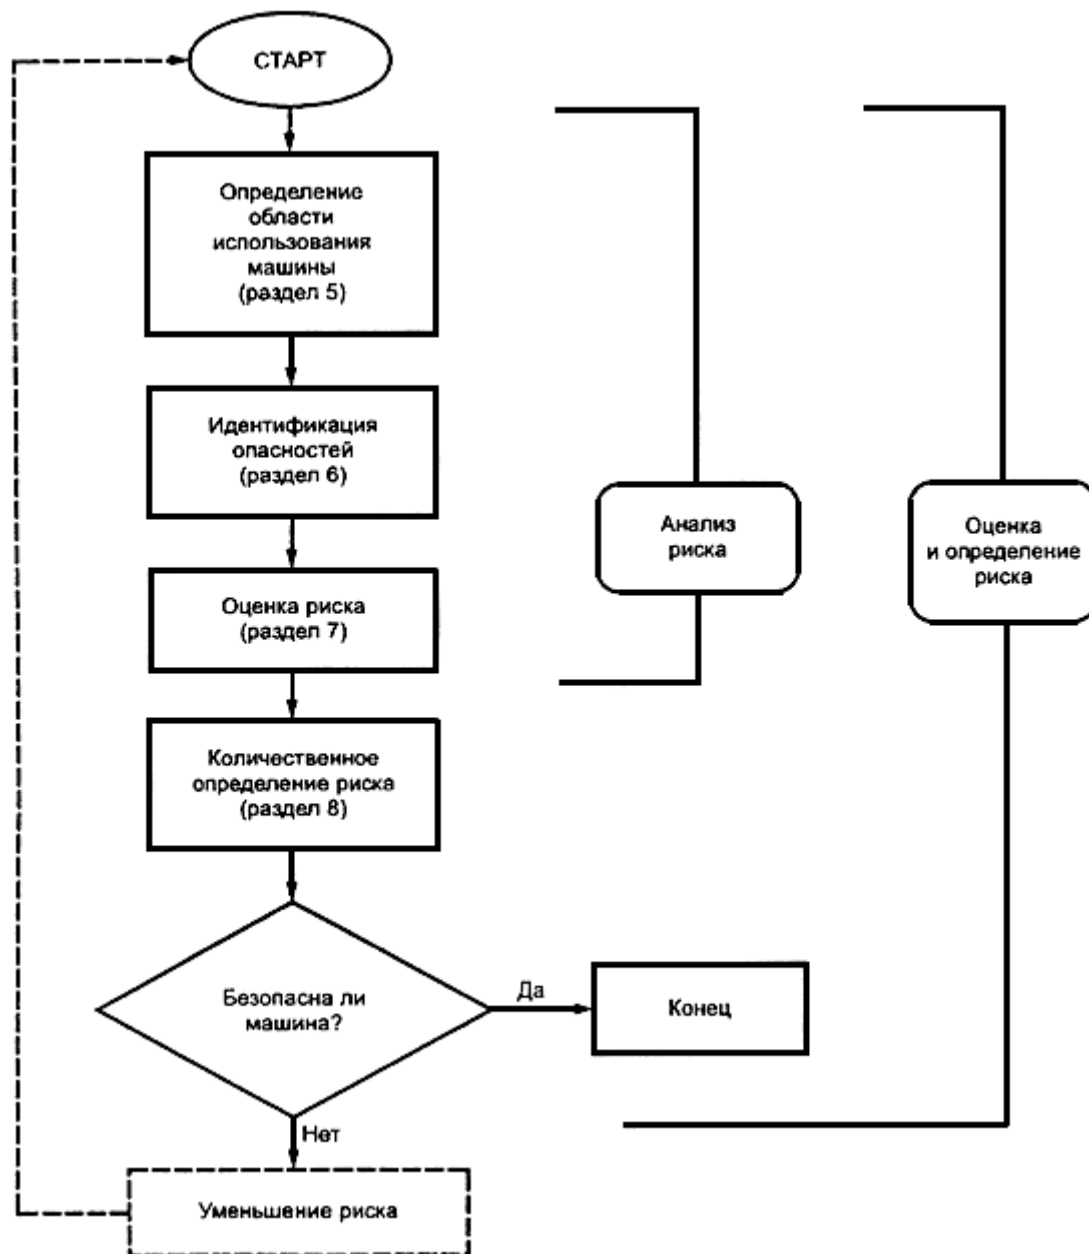 СТАРТ
Определение
области
использования
машины
(раздел 5)
Идентификация
опасностей
(раздел 6)
Оценка риска
(раздел 7)
Количественное
определение риска
(раздел 8)
Безопасна ли
машина?
Да
Конец
Нет
Уменьшение риска
Анализ
риска
Оценка
и определение
риска